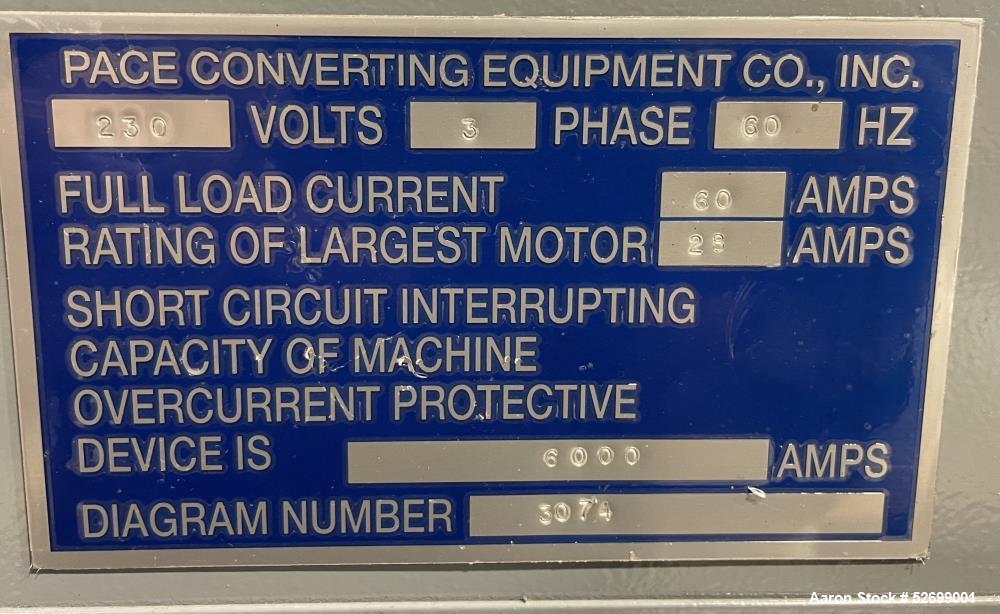 PACE CONVERTING EQUIPMENT CO., INC.
230 VOLTS 3 PHASE 60 HZ
FULL LOAD CURRENT 60 AMPS
RATING OF LARGEST MOTOR AMPS
SHORT CIRCUIT INTERRUPTING
CAPACITY OF MACHINE
OVERCURRENT PROTECTIVE
DEVICE IS 6000 AMPS
DIAGRAM NUMBER 3074
Aaron Stock # 52699004